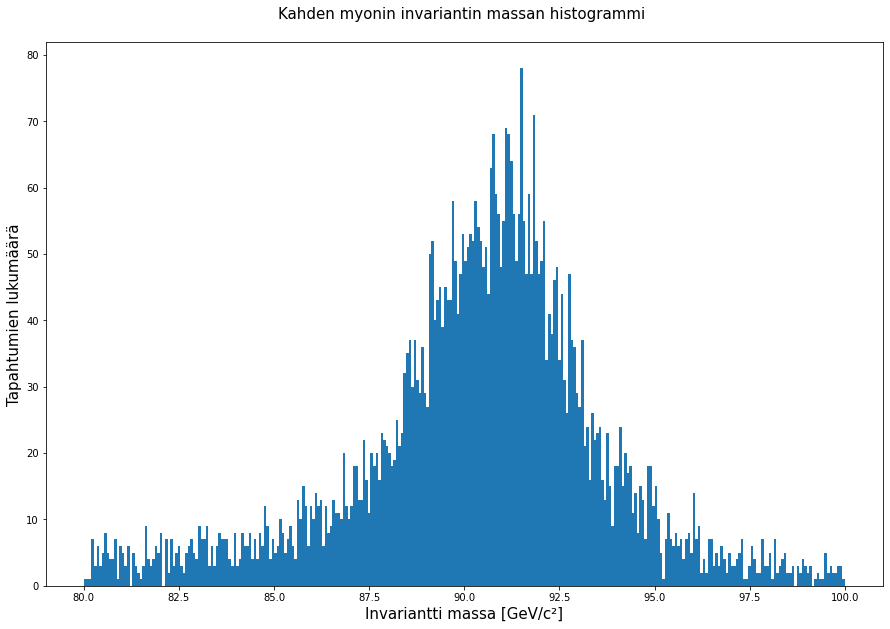 Kahden myonin invariantin massan histogrammi
80
70
60
50
40
30
20
10
0
Tapahtumien lukumäärä
80.0 82.5 85.0 87.5 90.0 92.5 95.0 97.5 100.0
Invariantti massa [GeV/c²]